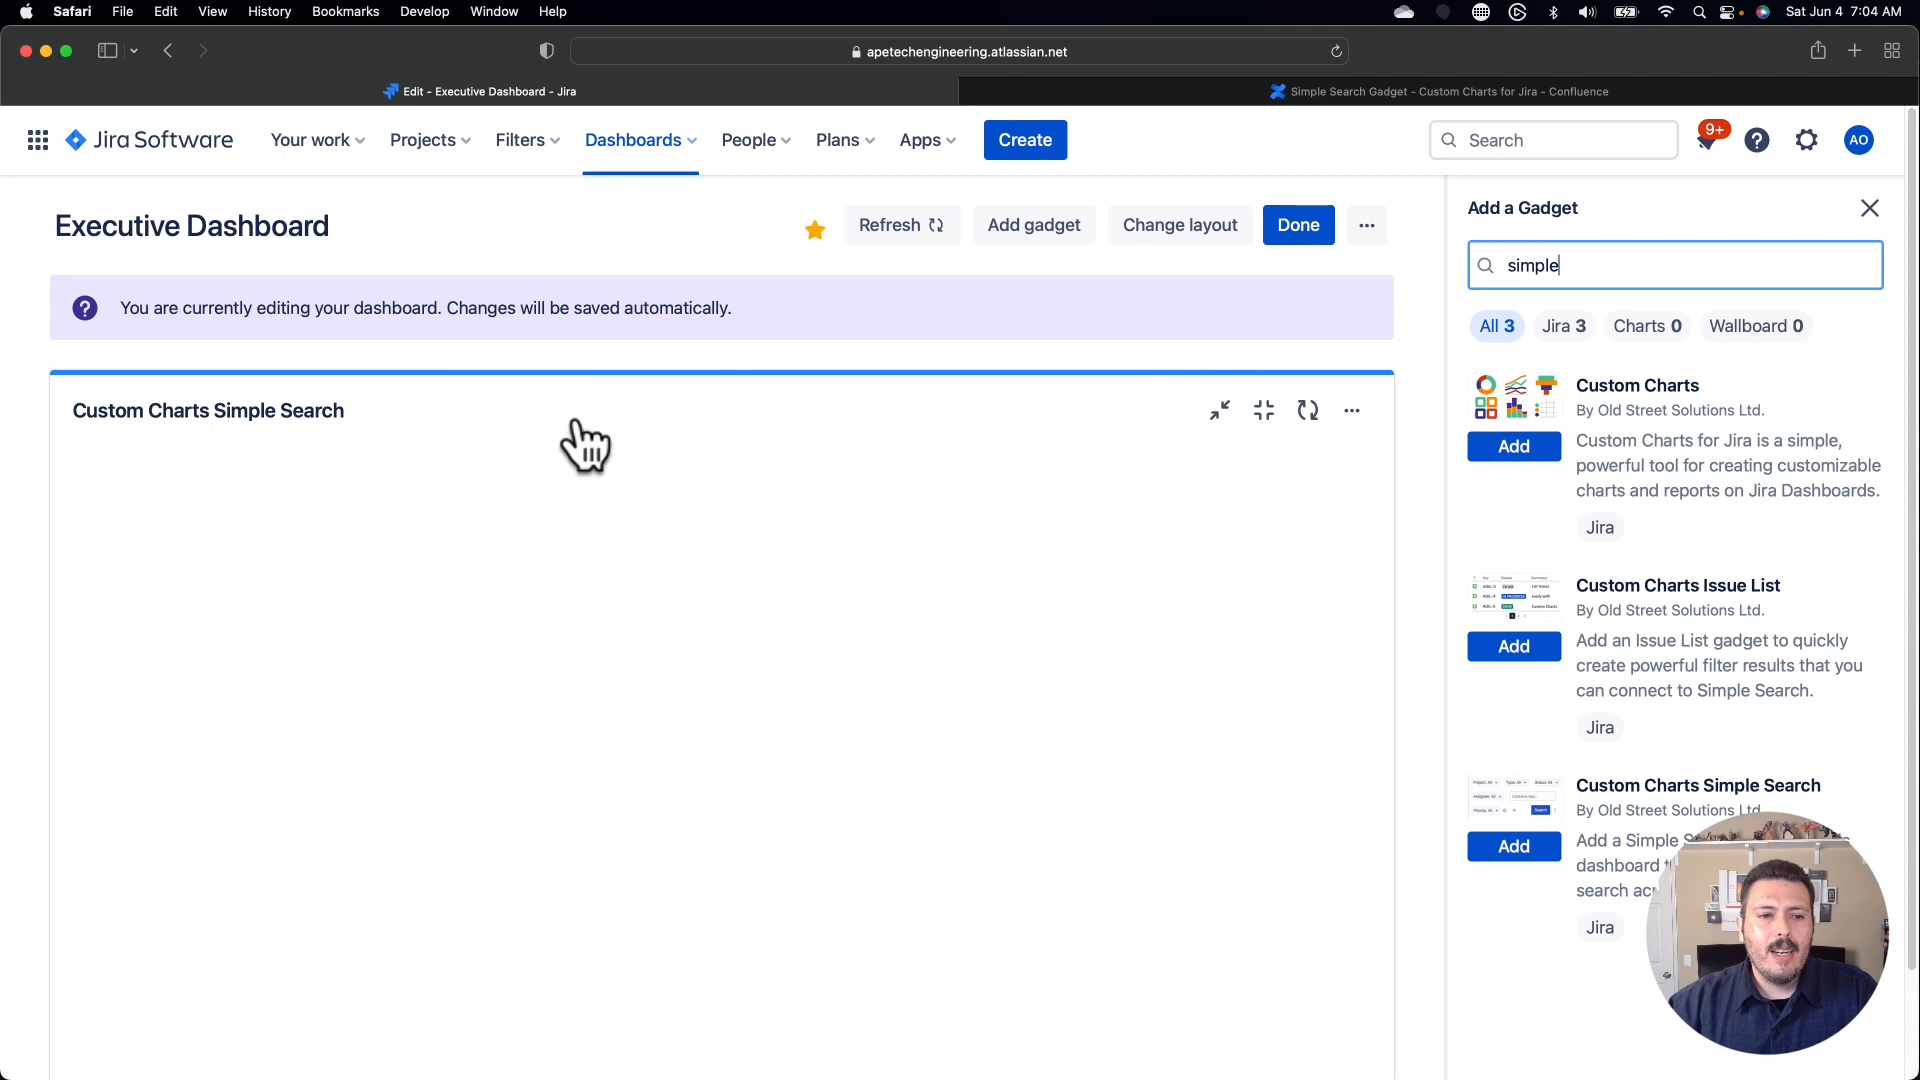 Safari File Edit View History Bookmarks Develop Window Help Sat Jun 4 7:04 AM
apetechengineering.atlassian.net
Edit - Executive Dashboard - Jira
Simple Search Gadget - Custom Charts for Jira - Confluence
Jira Software Your work Projects Filters Dashboards People Plans Apps Create Search 9+ AO
Executive Dashboard
Refresh Add gadget Change layout Done
You are currently editing your dashboard. Changes will be saved automatically.
Custom Charts Simple Search
Add a Gadget
simple
All 3 Jira 3 Charts 0 Wallboard 0
Custom Charts
By Old Street Solutions Ltd.
Add
Custom Charts for Jira is a simple,
powerful tool for creating customizable
charts and reports on Jira Dashboards.
Jira
Custom Charts Issue List
By Old Street Solutions Ltd.
Add
Add an Issue List gadget to quickly
create powerful filter results that you
can connect to Simple Search.
Jira
Custom Charts Simple Search
By Old Street Solutions Ltd.
Add
Add a Simple
dashboard
search
Jira